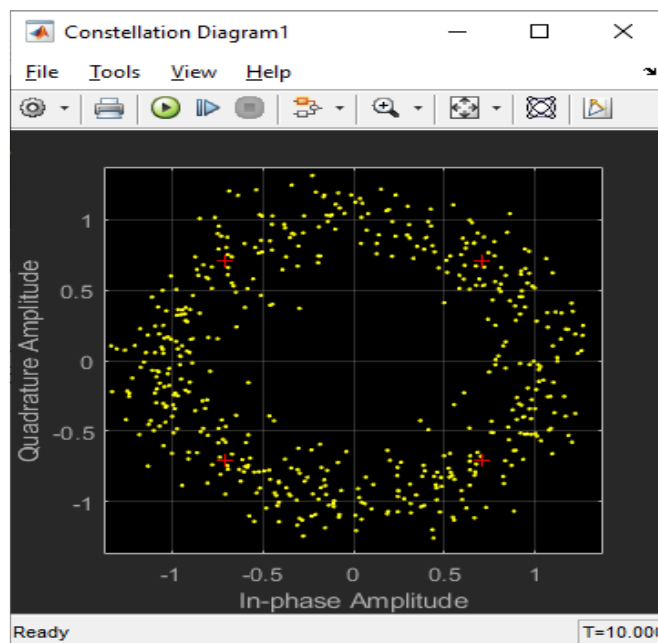 Constellation Diagram1
File Tools View Help
1
0.5
0
-0.5
-1
Quadrature Amplitude
-1 -0.5 0 0.5 1
In-phase Amplitude
Ready T=10.000